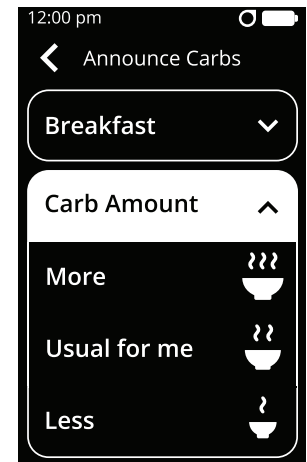 12:00 pm
Announce Carbs
Breakfast
Carb Amount
More
Usual for me
Less